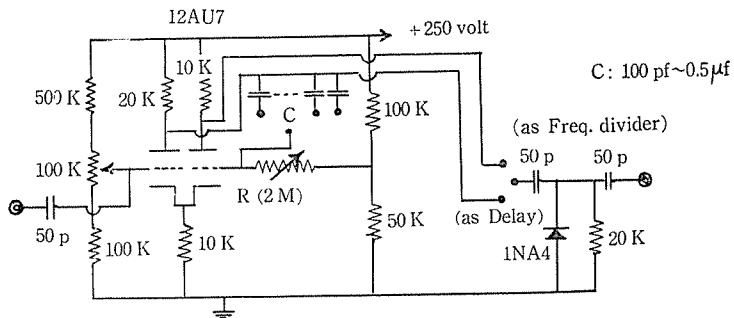 12AU7
+250 volt
10 K
C: 100 pf~0.5μf
500 K
20 K
100 K
C
(as Freq. divider)
50 p
50 p
100 K
R (2 M)
50 K
(as Delay)
50 p
100 K
10 K
1NA4
20 K